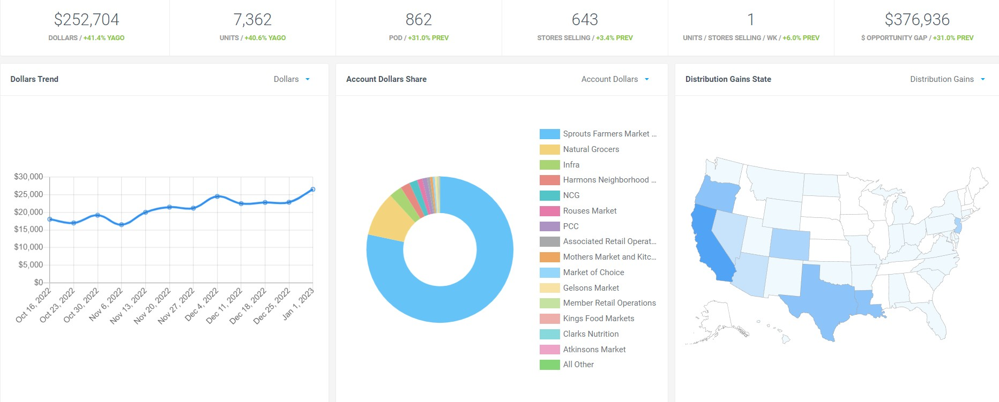 $252,704
DOLLARS / +41.4% YAGO
7,362
UNITS / +40.6% YAGO
862
POD / +31.0% PREV
643
STORES SELLING / +3.4% PREV
1
UNITS / STORES SELLING / WK / +6.0% PREV
$376,936
$ OPPORTUNITY GAP / +31.0% PREV
Dollars Trend
Dollars
$30,000
$25,000
$20,000
$15,000
$10,000
$5,000
$0
Oct 16, 2022
Oct 23, 2022
Oct 30, 2022
Nov 6, 2022
Nov 13, 2022
Nov 20, 2022
Nov 27, 2022
Dec 4, 2022
Dec 11, 2022
Dec 18, 2022
Dec 25, 2022
Jan 1, 2023
Account Dollars Share
Account Dollars
Sprouts Farmers Market ...
Natural Grocers
Infra
Harmons Neighborhood ...
NCG
Rouses Market
PCC
Associated Retail Operat...
Mothers Market and Kitc...
Market of Choice
Gelsons Market
Member Retail Operations
Kings Food Markets
Clarks Nutrition
Atkinsons Market
All Other
Distribution Gains State
Distribution Gains